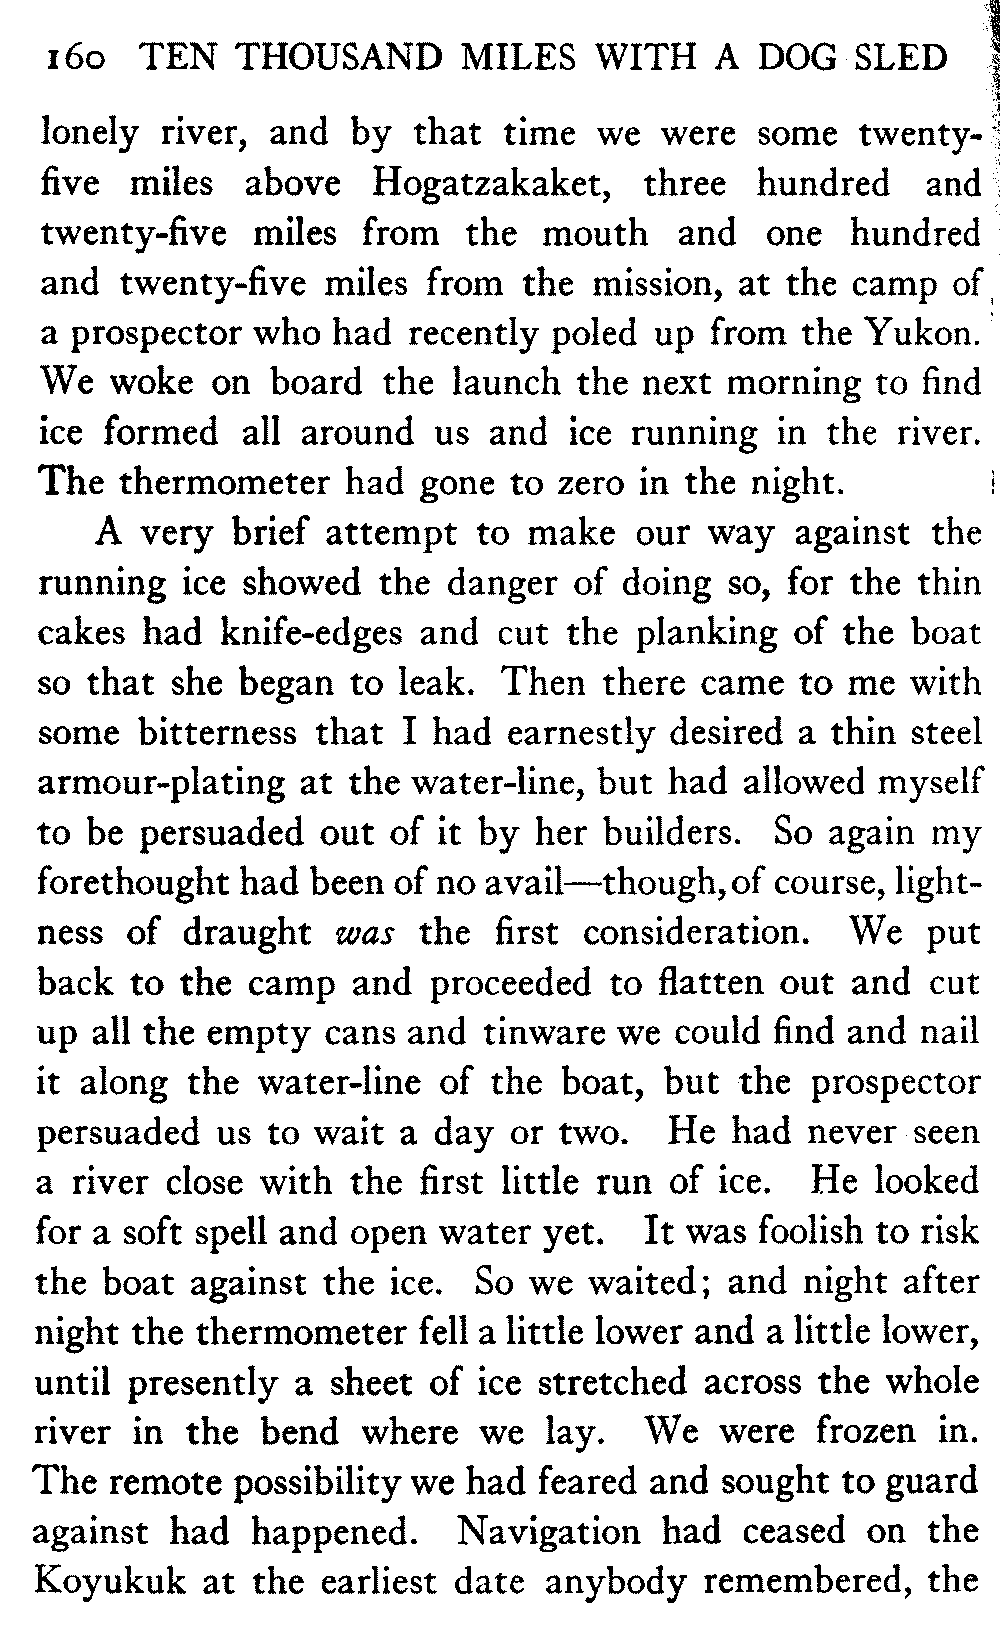 160 TEN THOUSAND MILES WITH A DOG SLED
lonely river, and by that time we were some twenty-
five miles above Hogatzakaket, three hundred and
twenty-five miles from the mouth and one hundred
and twenty-five miles from the mission, at the camp of
a prospector who had recently poled up from the Yukon.
We woke on board the launch the next morning to find
ice formed all around us and ice running in the river.
The thermometer had gone to zero in the night.
A very brief attempt to make our way against the
running ice showed the danger of doing so, for the thin
cakes had knife-edges and cut the planking of the boat
so that she began to leak. Then there came to me with
some bitterness that I had earnestly desired a thin steel
armour-plating at the water-line, but had allowed myself
to be persuaded out of it by her builders. So again my
forethought had been of no avail—though, of course, light-
ness of draught was the first consideration. We put
back to the camp and proceeded to flatten out and cut
up all the empty cans and tinware we could find and nail
it along the water-line of the boat, but the prospector
persuaded us to wait a day or two. He had never seen
a river close with the first little run of ice. He looked
for a soft spell and open water yet. It was foolish to risk
the boat against the ice. So we waited; and night after
night the thermometer fell a little lower and a little lower,
until presently a sheet of ice stretched across the whole
river in the bend where we lay. We were frozen in.
The remote possibility we had feared and sought to guard
against had happened. Navigation had ceased on the
Koyukuk at the earliest date anybody remembered, the